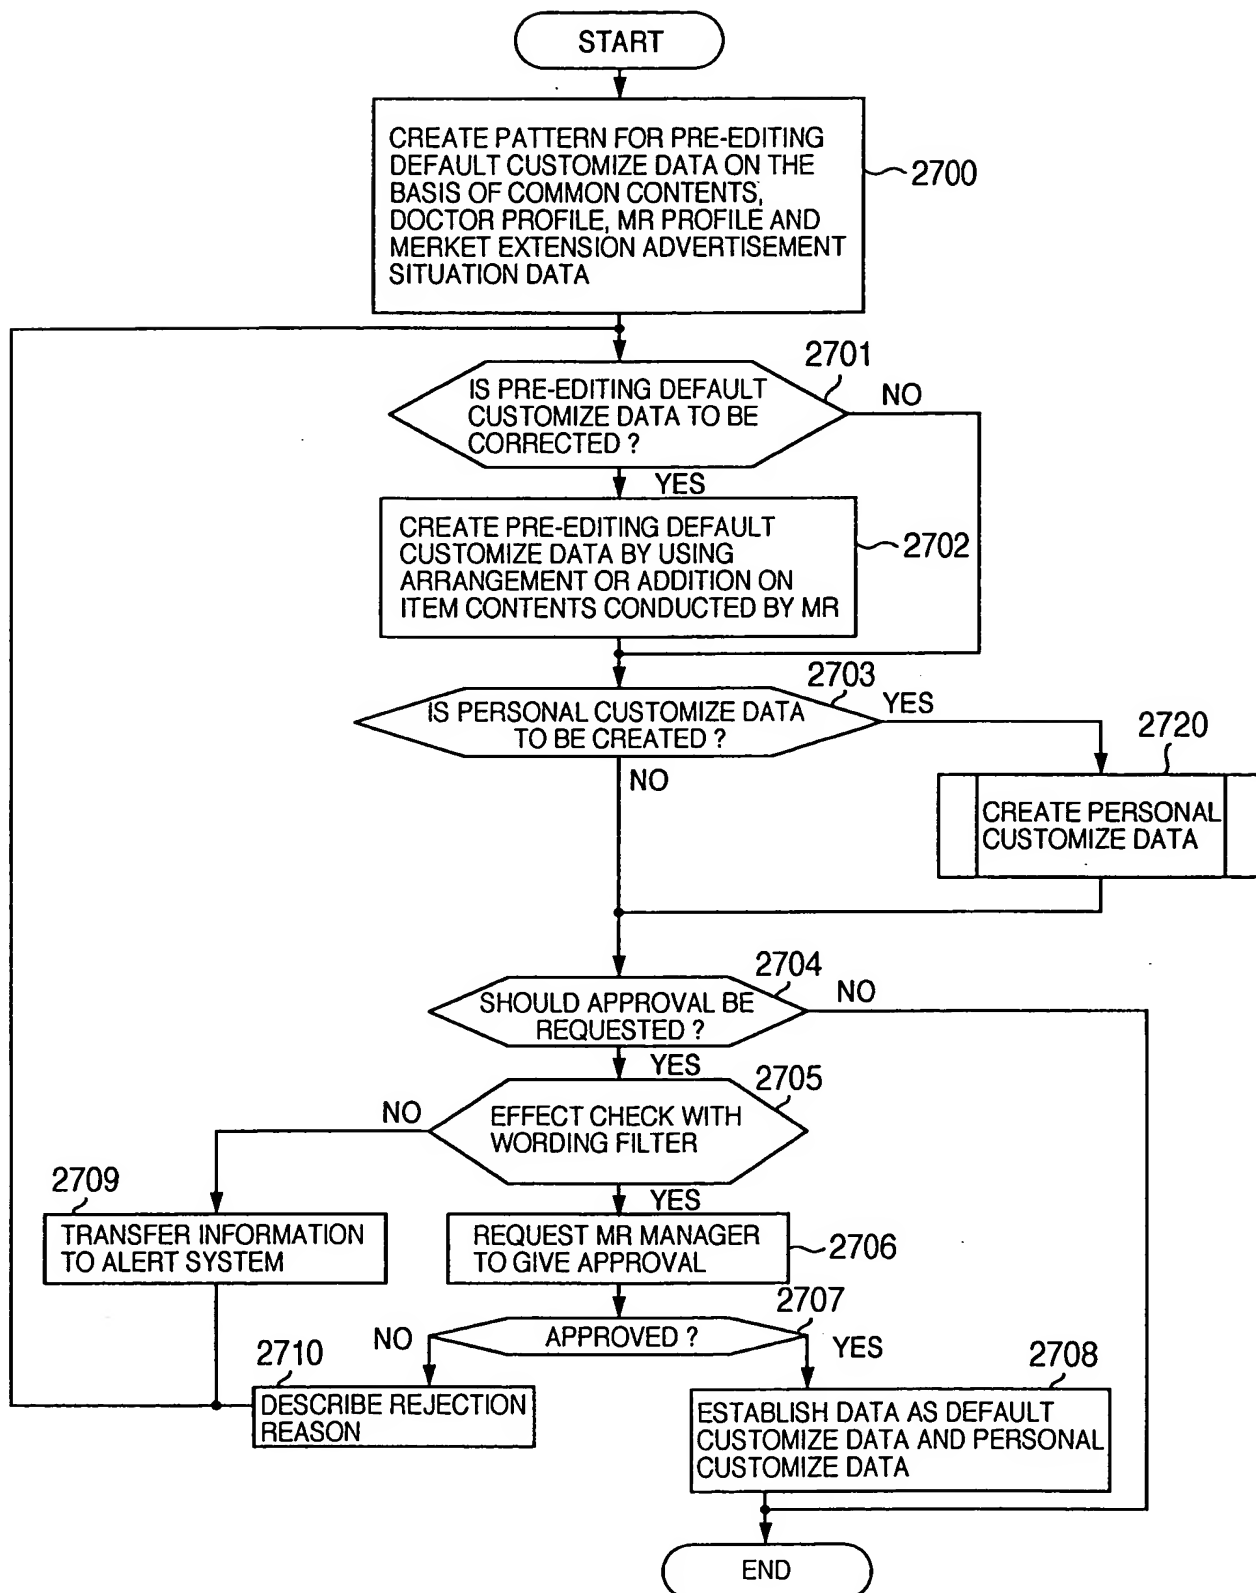 START
CREATE PATTERN FOR PRE-EDITING
DEFAULT CUSTOMIZE DATA ON THE
BASIS OF COMMON CONTENTS,
DOCTOR PROFILE, MR PROFILE AND
MERKET EXTENSION ADVERTISEMENT
SITUATION DATA
2700
2701
IS PRE-EDITING DEFAULT
CUSTOMIZE DATA TO BE
CORRECTED ?
NO
YES
CREATE PRE-EDITING DEFAULT
CUSTOMIZE DATA BY USING
ARRANGEMENT OR ADDITION ON
ITEM CONTENTS CONDUCTED BY MR
2702
2703
IS PERSONAL CUSTOMIZE DATA
TO BE CREATED ?
YES
NO
2720
CREATE PERSONAL
CUSTOMIZE DATA
2704
SHOULD APPROVAL BE
REQUESTED ?
NO
YES
2705
EFFECT CHECK WITH
WORDING FILTER
NO
YES
2709
TRANSFER INFORMATION
TO ALERT SYSTEM
REQUEST MR MANAGER
TO GIVE APPROVAL
2706
2707
APPROVED ?
NO
YES
2710
DESCRIBE REJECTION
REASON
2708
ESTABLISH DATA AS DEFAULT
CUSTOMIZE DATA AND PERSONAL
CUSTOMIZE DATA
END